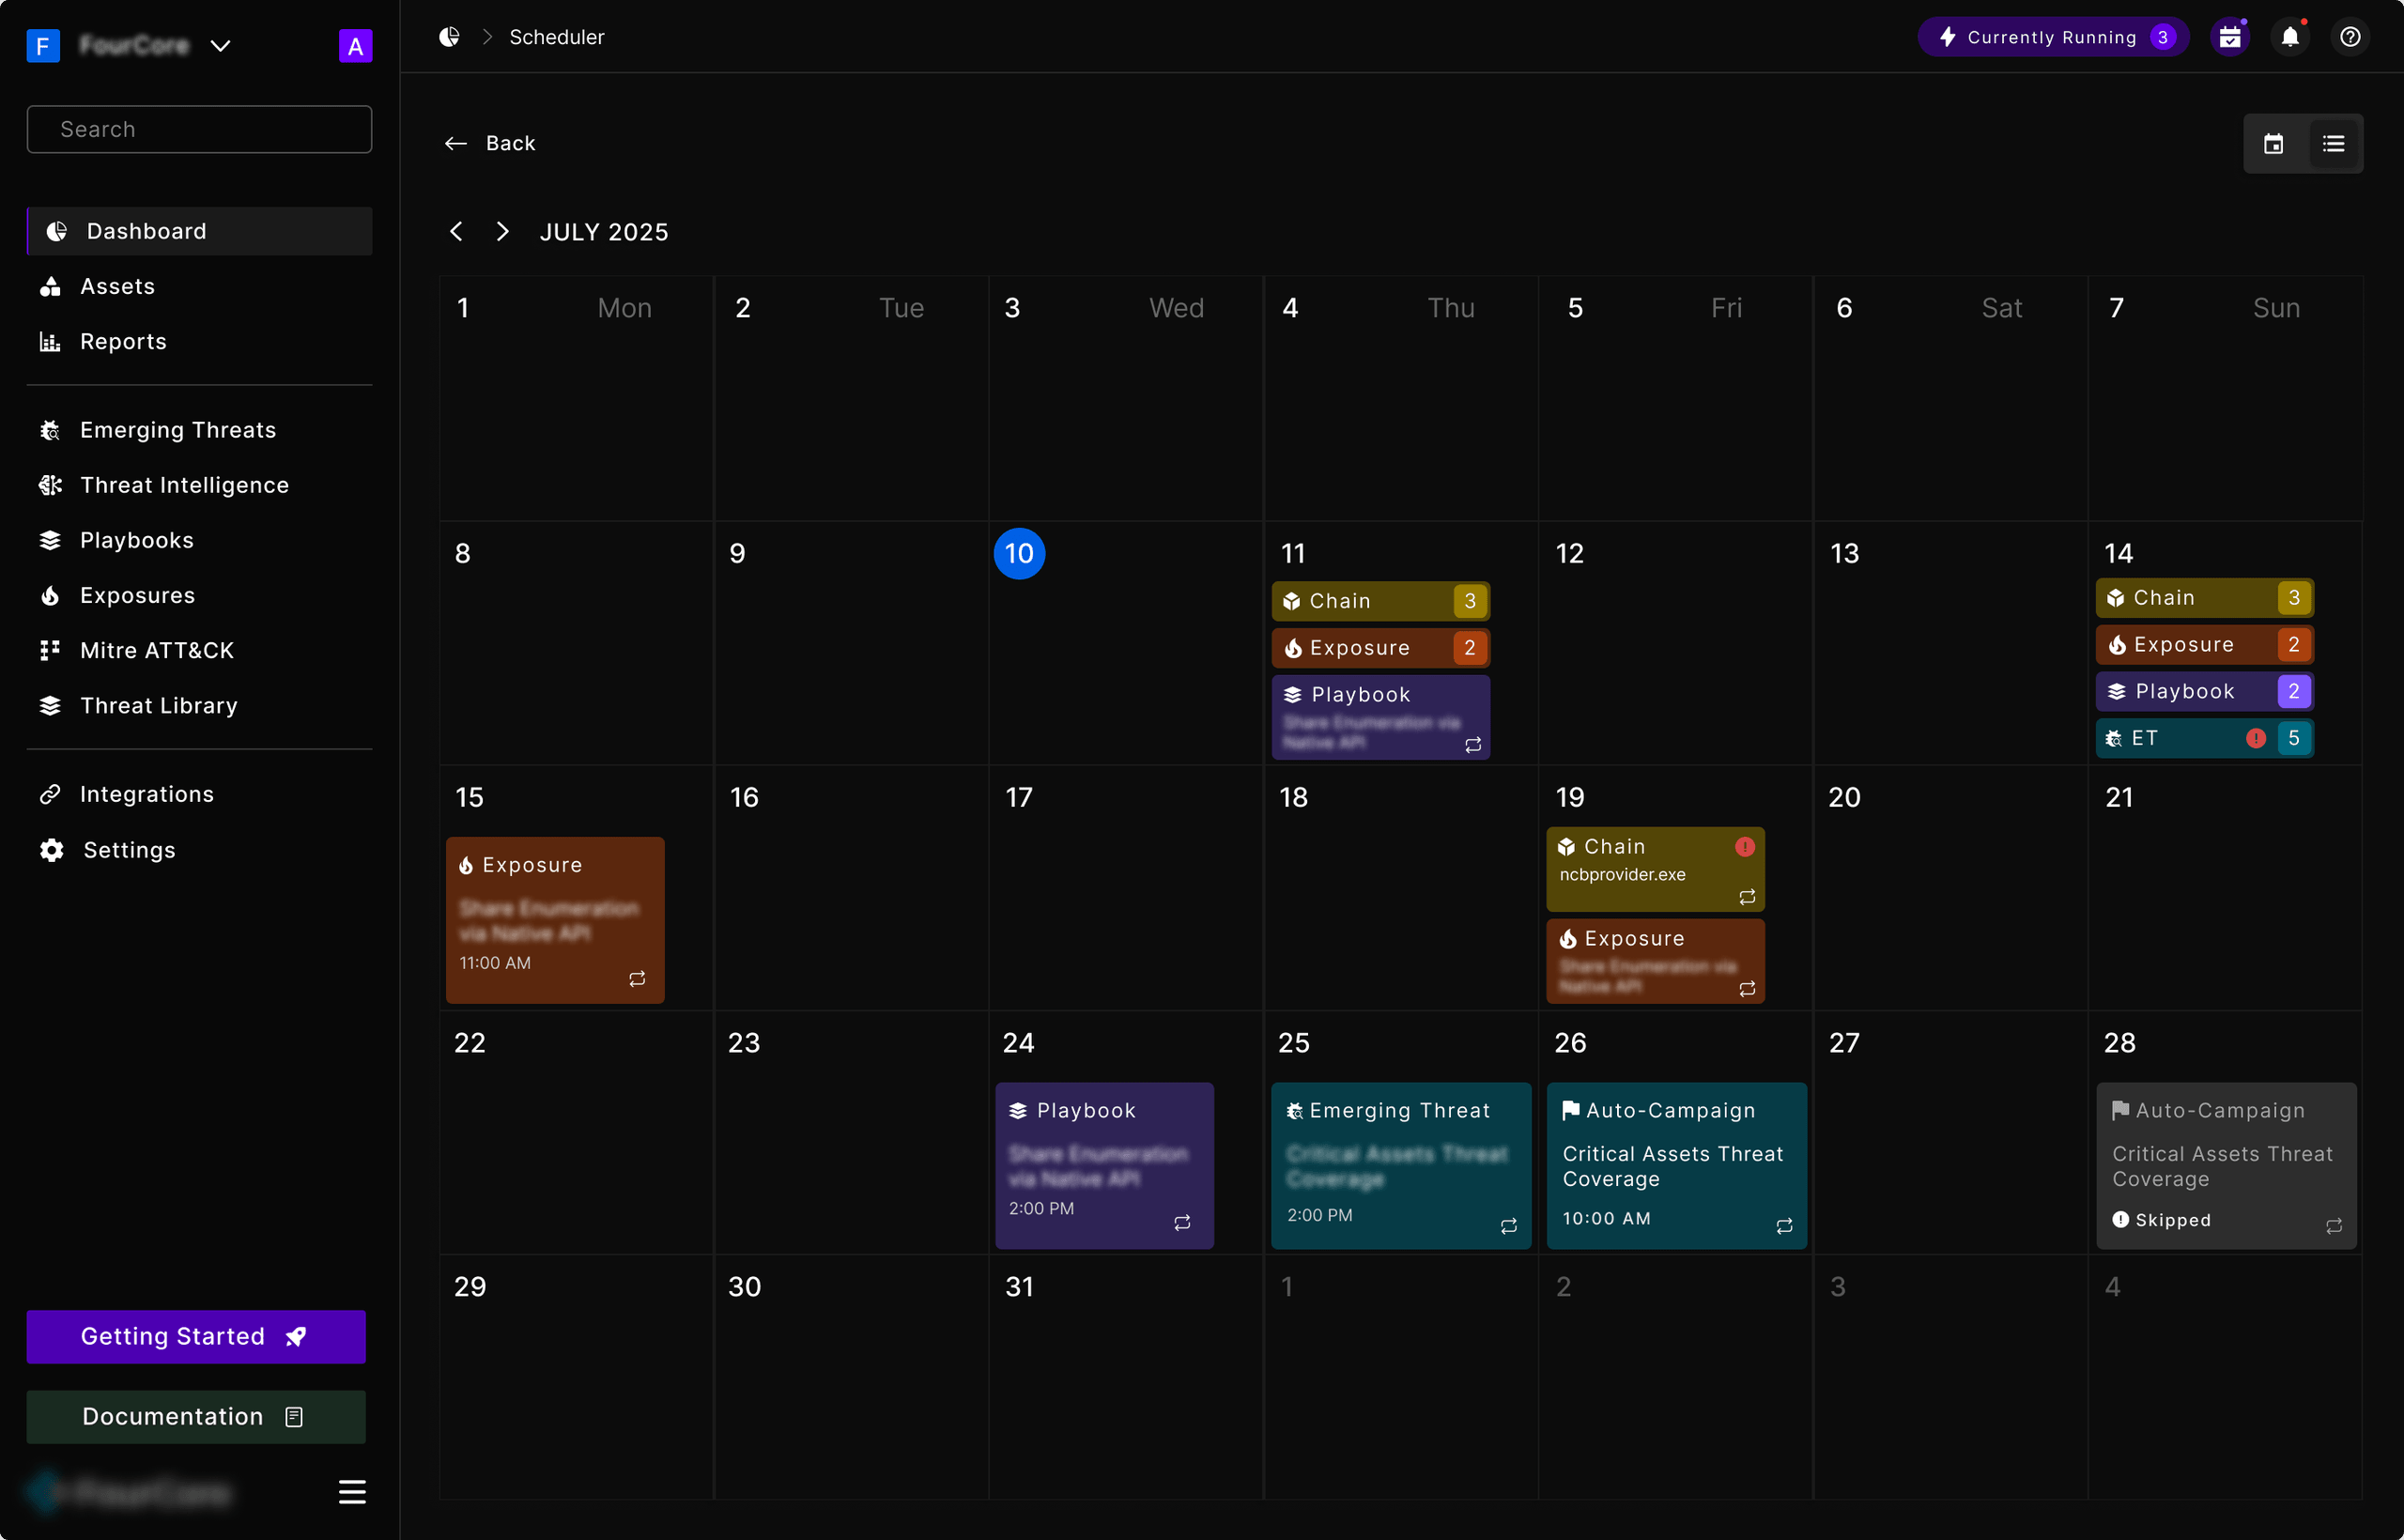 F
A
Search
Dashboard
Assets
Reports
Emerging Threats
Threat Intelligence
Playbooks
Exposures
Mitre ATT&CK
Threat Library
Integrations
Settings
Getting Started
Documentation
Scheduler
Currently Running 3
Back
JULY 2025
1 Mon 2 Tue 3 Wed 4 Thu 5 Fri 6 Sat 7 Sun
8 9 10 11 12 13 14
Chain 3
Exposure 2
Playbook
Chain 3
Exposure 2
Playbook 2
ET 5
15 16 17 18 19 20 21
Exposure
11:00 AM
Chain
ncbprovider.exe
Exposure
22 23 24 25 26 27 28
Playbook
2:00 PM
Emerging Threat
2:00 PM
Auto-Campaign
Critical Assets Threat
Coverage
10:00 AM
Auto-Campaign
Critical Assets Threat
Coverage
Skipped
29 30 31 1 2 3 4